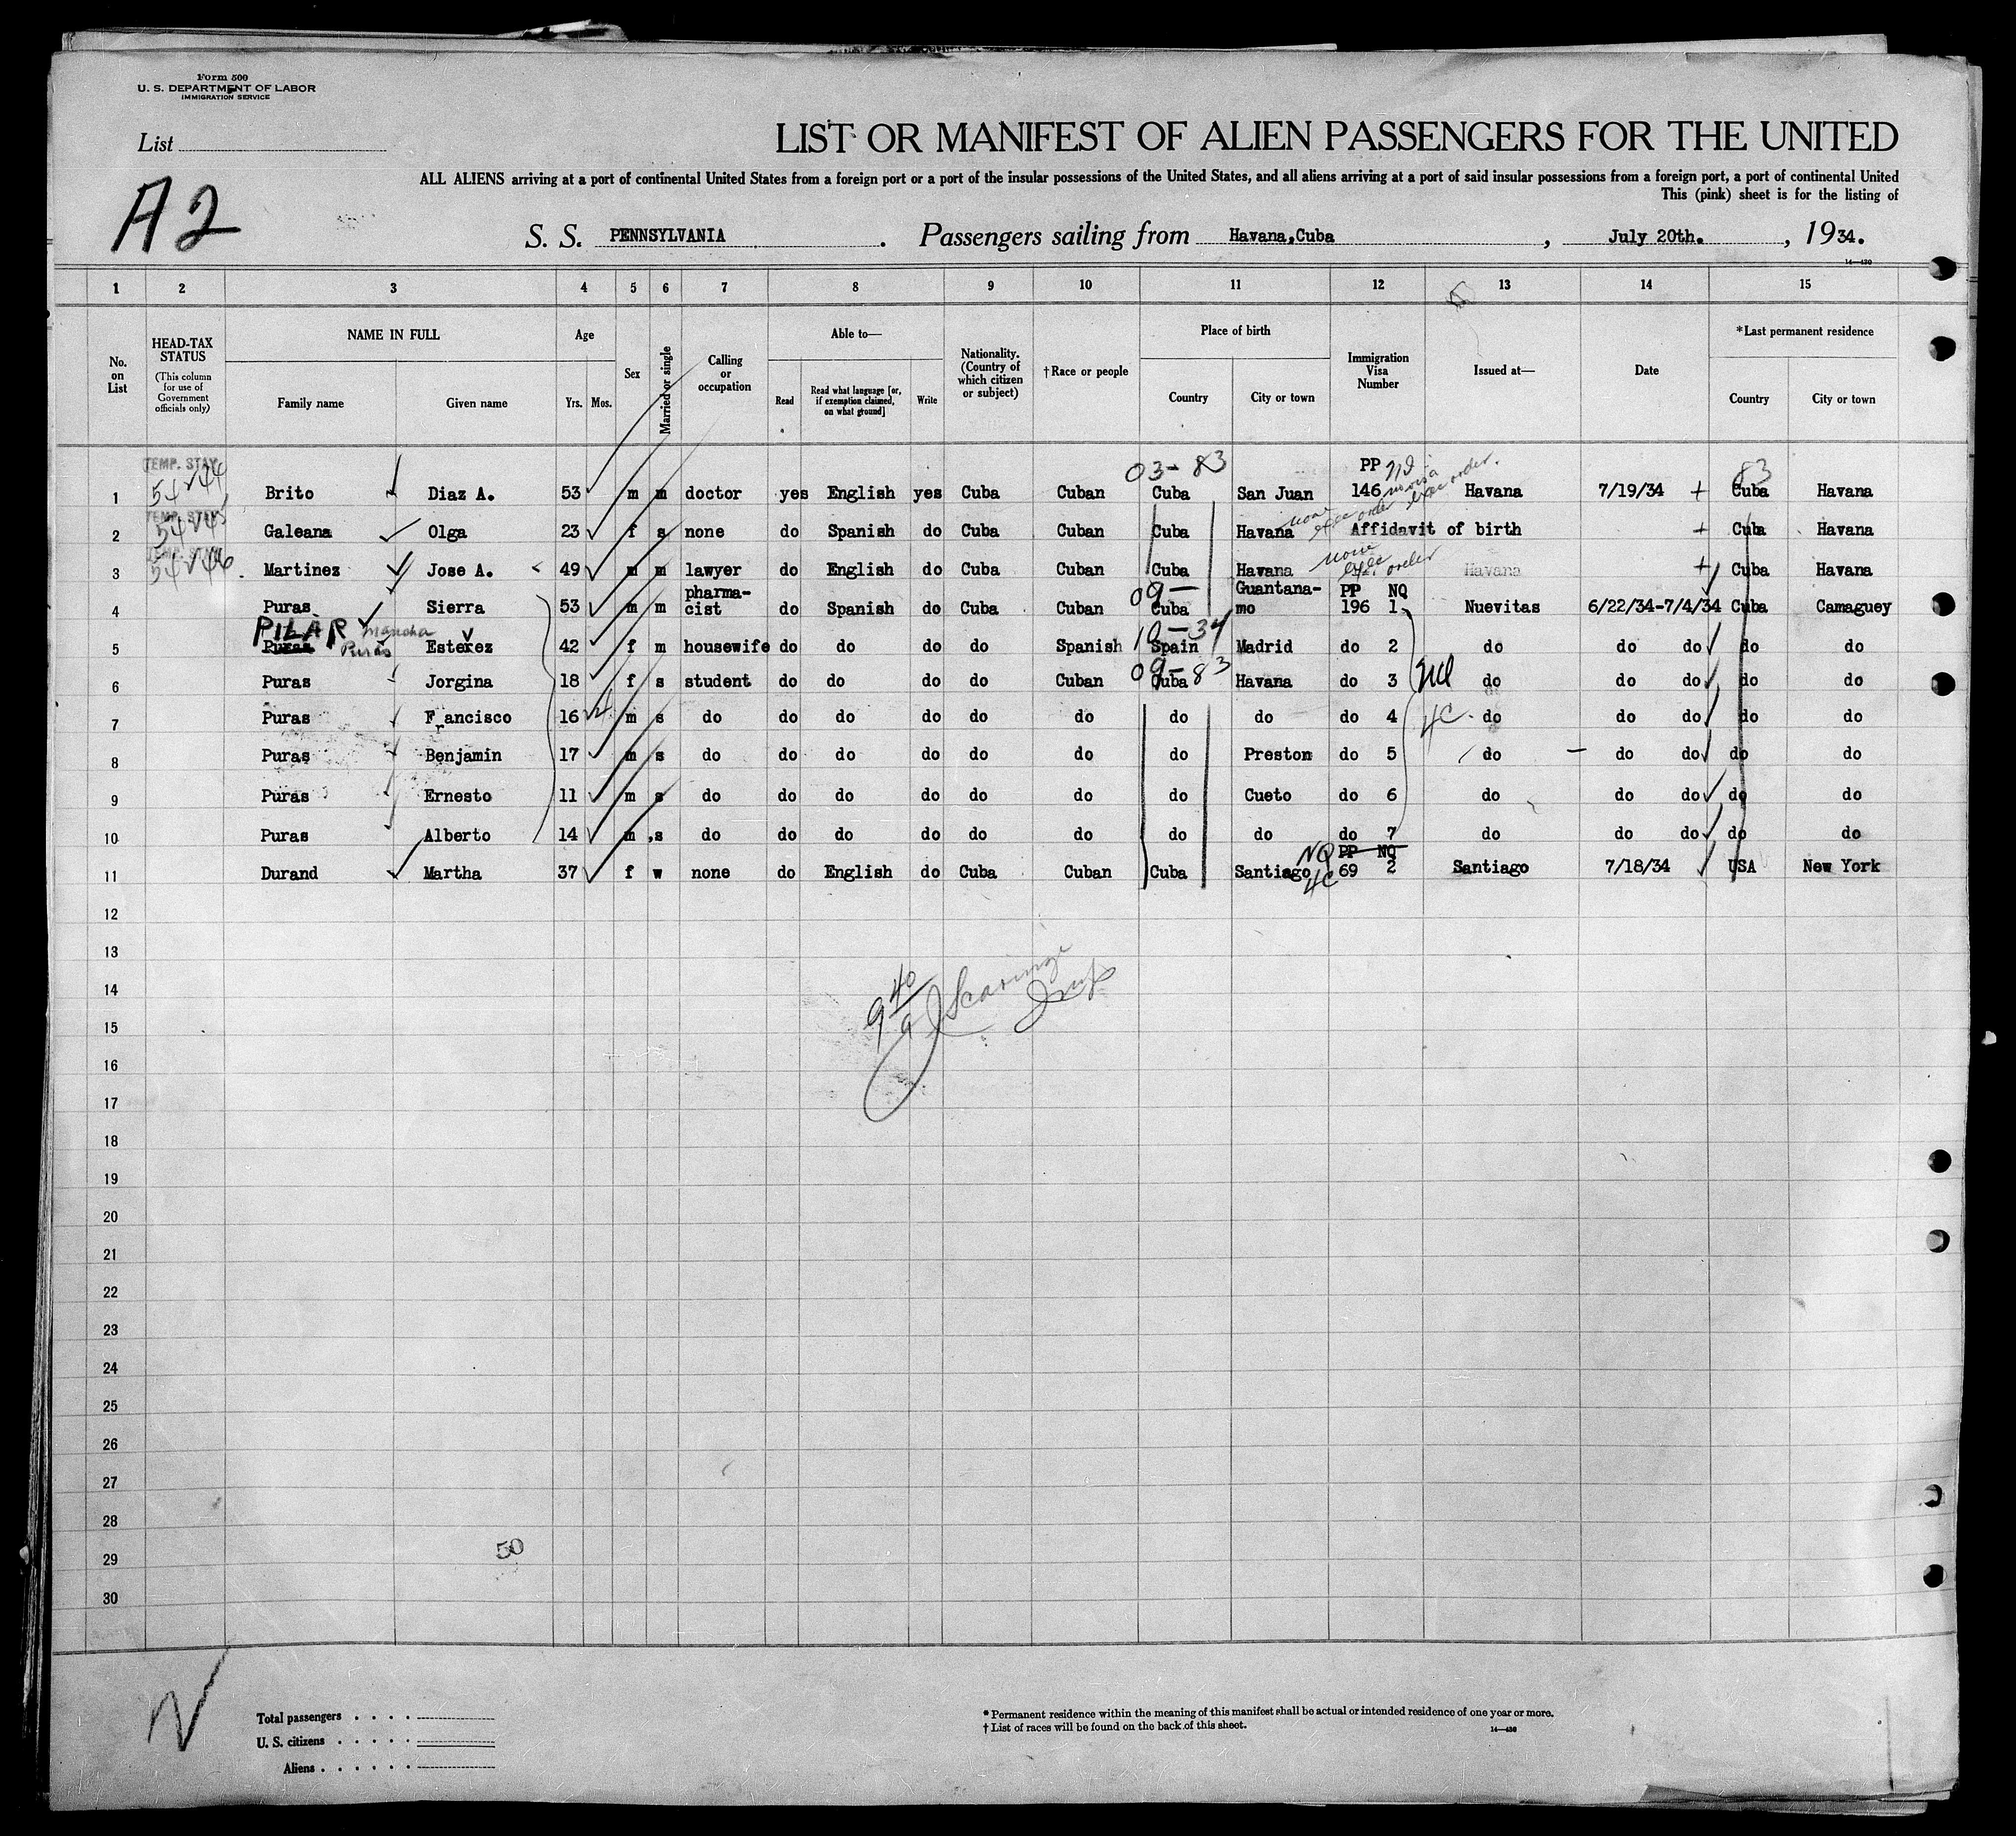 Form 500
U. S. DEPARTMENT OF LABOR
IMMIGRATION SERVICE
List
A2
LIST OR MANIFEST OF ALIEN PASSENGERS FOR THE UNITED
ALL ALIENS arriving at a port of continental United States from a foreign port or a port of the insular possessions of the United States, and all aliens arriving at a port of said insular possessions from a foreign port, a port of continental United
This (pink) sheet is for the listing of
S. S. PENNSYLVANIA. Passengers sailing from Havana,Cuba, July 20th., 1934.
14—430
1 2 3 4 5 6 7 8 9 10 11 12 13 14 15
No. on List
HEAD-TAX STATUS
(This column for use of Government officials only)
NAME IN FULL
Family name
Given name
Age
Yrs. Mos.
Sex
Married or single
Calling or occupation
Able to—
Read
Read what language [or, if exemption claimed, on what ground]
Write
Nationality. (Country of which citizen or subject)
†Race or people
Place of birth
Country
City or town
Immigration Visa Number
Issued at—
Date
*Last permanent residence
Country
City or town
TEMP. STAY 03-83 PP 83
1 54 44 Brito Diaz A. 53 m m doctor yes English yes Cuba Cuban Cuba San Juan 146 Havana 7/19/34 + Cuba Havana
TEMP. STAY none exec order
2 Galeana Olga 23 f s none do Spanish do Cuba Cuban Cuba Havana Affidavit of birth + Cuba Havana
TEMP. STAY none exec order
3 54 46 Martinez Jose A. 49 m m lawyer do English do Cuba Cuban Cuba Havana Havana + Cuba Havana
4 Puras Sierra 53 m m pharma-cist do Spanish do Cuba Cuban 09- Cuba Guantana-mo PP 196 NQ 1 Nuevitas 6/22/34-7/4/34 Cuba Camaguey
PILAR
5 Puras Puras Esterez 42 f m housewife do do do do Spanish 10-34 Spain Madrid do 2 do do do do do
6 Puras Jorgina 18 f s student do do do do Cuban 09-83 Cuba Havana do 3 do do do do do
7 Puras Francisco 16 m s do do do do do do do do do 4 4C do do do do do
8 Puras Benjamin 17 m s do do do do do do do Preston do 5 do do do do do
9 Puras Ernesto 11 m s do do do do do do do Cueto do 6 do do do do do
10 Puras Alberto 14 m s do do do do do do do do do 7 do do do do do
NQ PP NQ
11 Durand Martha 37 f w none do English do Cuba Cuban Cuba Santiago 4C 69 2 Santiago 7/18/34 USA New York
12
13
14
15
16
17
18
19
20
21
22
23
24
25
26
27
28
29
30
50
Total passengers
U. S. citizens
Aliens
* Permanent residence within the meaning of this manifest shall be actual or intended residence of one year or more.
† List of races will be found on the back of this sheet.
14—430